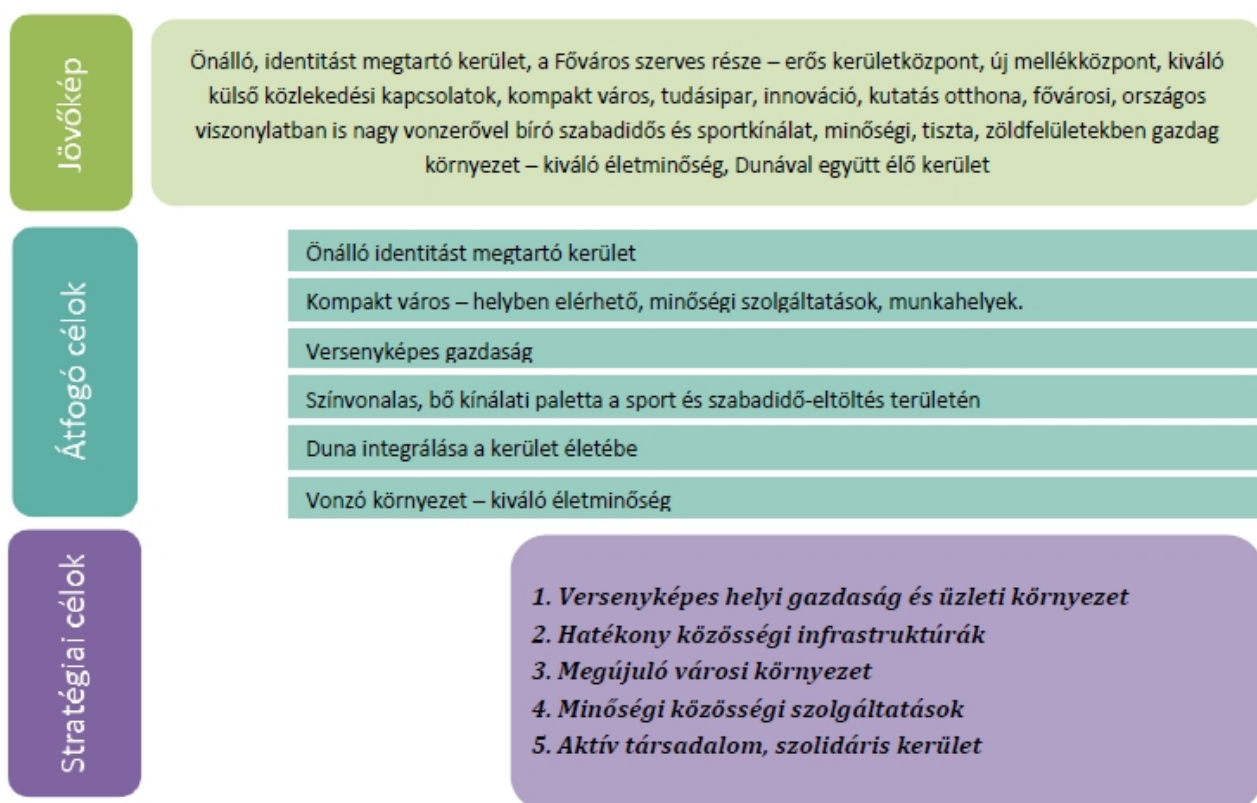 Jövőkép
Önálló, identitást megtartó kerület, a Főváros szerves része – erős kerületközpont, új mellékközpont, kiváló
külső közlekedési kapcsolatok, kompakt város, tudásipar, innováció, kutatás otthona, fővárosi, országos
viszonylatban is nagy vonzerővel bíró szabadidős és sportkínálat, minőségi, tiszta, zöldfelületekben gazdag
környezet – kiváló életminőség, Dunával együtt élő kerület
Átfogó célok
Önálló identitást megtartó kerület
Kompakt város – helyben elérhető, minőségi szolgáltatások, munkahelyek.
Versenyképes gazdaság
Színvonalas, bő kínálati paletta a sport és szabadidő-eltöltés területén
Duna integrálása a kerület életébe
Vonzó környezet – kiváló életminőség
Stratégiai célok
1. Versenyképes helyi gazdaság és üzleti környezet
2. Hatékony közösségi infrastruktúrák
3. Megújuló városi környezet
4. Minőségi közösségi szolgáltatások
5. Aktív társadalom, szolidáris kerület